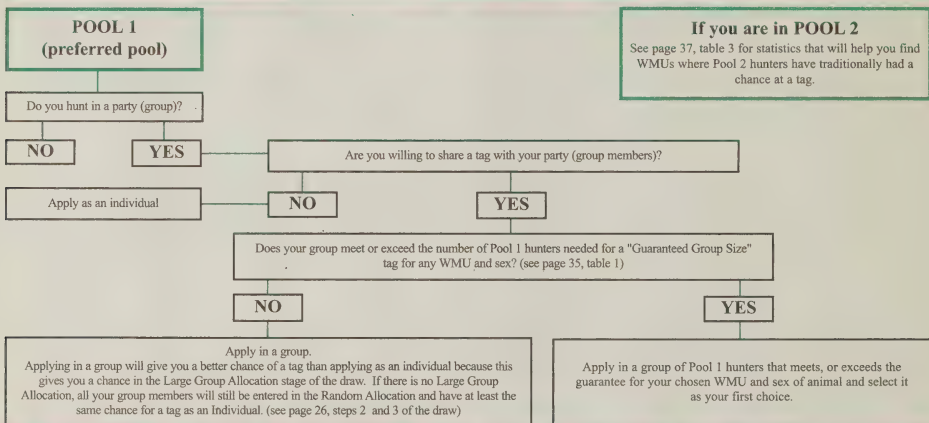 POOL 1
(preferred pool)
If you are in POOL 2
See page 37, table 3 for statistics that will help you find
WMUs where Pool 2 hunters have traditionally had a
chance at a tag.
Do you hunt in a party (group)?
NO
YES
Are you willing to share a tag with your party (group members)?
Apply as an individual
NO
YES
Does your group meet or exceed the number of Pool 1 hunters needed for a "Guaranteed Group Size"
tag for any WMU and sex? (see page 35, table 1)
NO
YES
Apply in a group.
Applying in a group will give you a better chance of a tag than applying as an individual because this
gives you a chance in the Large Group Allocation stage of the draw. If there is no Large Group
Allocation, all your group members will still be entered in the Random Allocation and have at least the
same chance for a tag as an Individual. (see page 26, steps 2 and 3 of the draw)
Apply in a group of Pool 1 hunters that meets, or exceeds the
guarantee for your chosen WMU and sex of animal and select it
as your first choice.